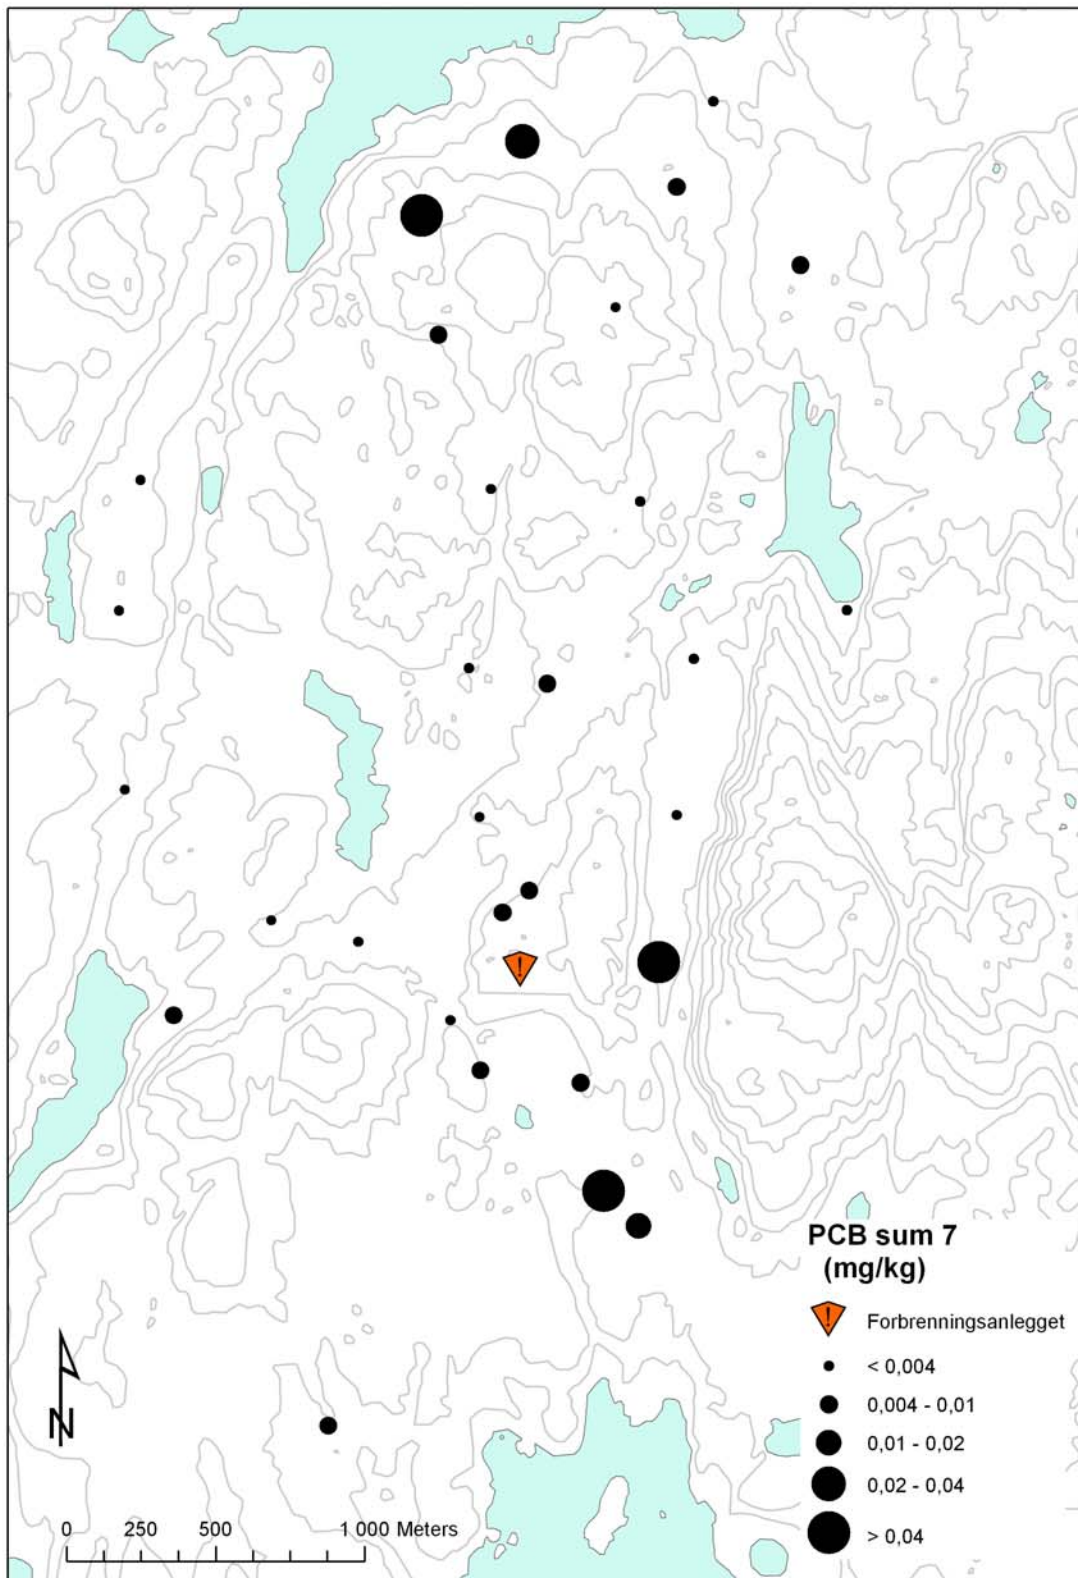 PCB sum 7
(mg/kg)
! Forbrenningsanlegget
< 0,004
0,004 - 0,01
0,01 - 0,02
0,02 - 0,04
> 0,04
!
N
0 250 500 1 000 Meters